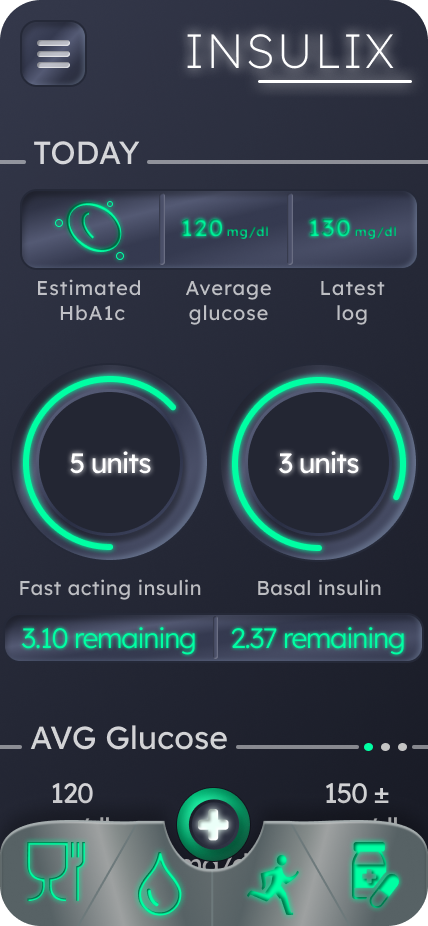 INSULIX
TODAY
120 mg/dl
130 mg/dl
Estimated HbA1c
Average glucose
Latest log
5 units
3 units
Fast acting insulin
Basal insulin
3.10 remaining
2.37 remaining
AVG Glucose
120
150 ±